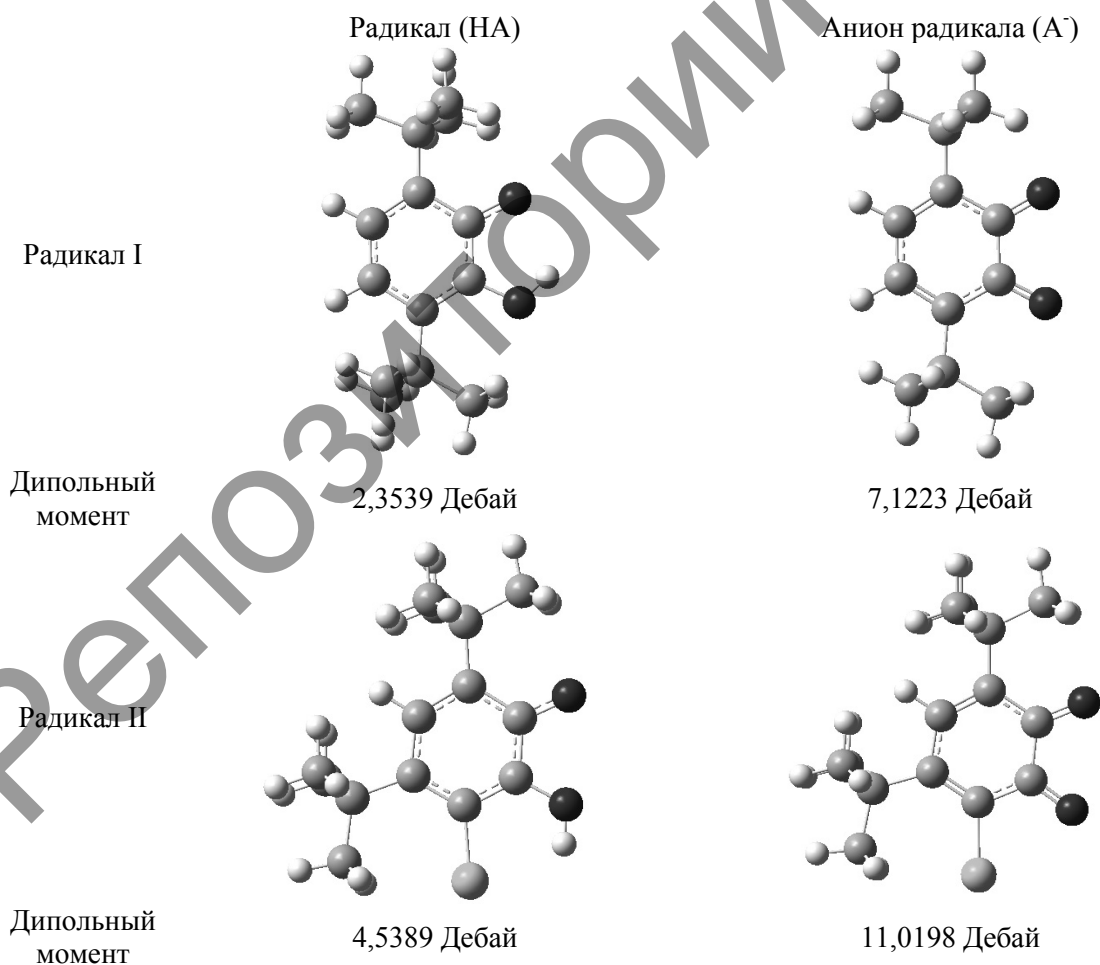 Радикал (НА)
Анион радикала (А⁻)
Радикал I
Дипольный
момент
2,3539 Дебай
7,1223 Дебай
Радикал II
Дипольный
момент
4,5389 Дебай
11,0198 Дебай
Репозитории